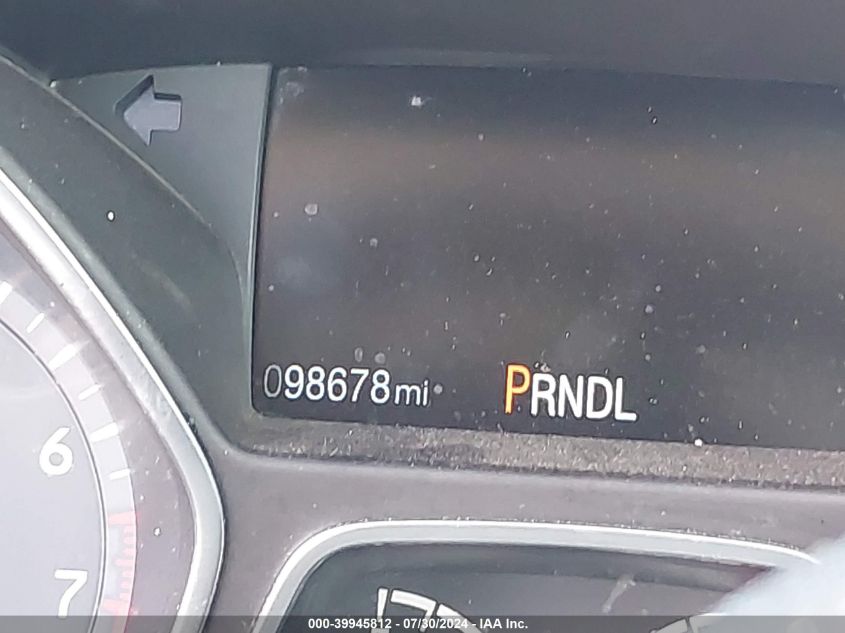 098678mi PRNDL
6
7
000-39945812 - 07/30/2024 - IAA Inc.